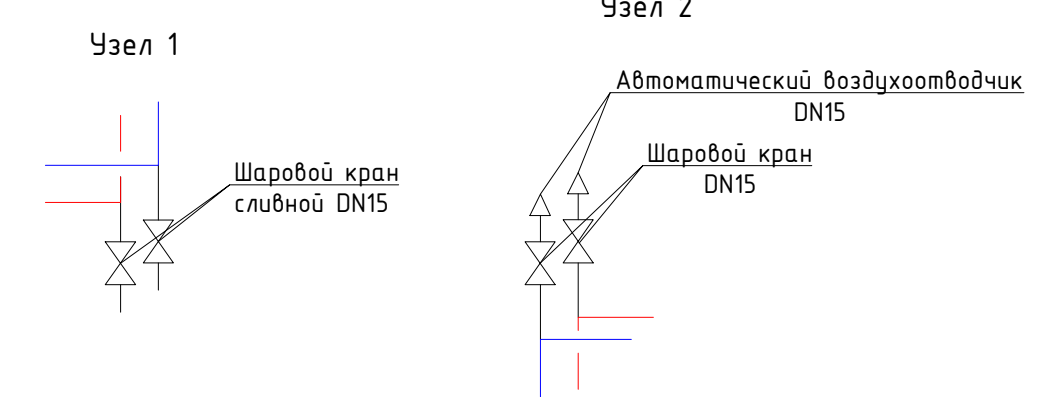 Узел 1
Узел 2
Автоматический воздухоотводчик
DN15
Шаровой кран
DN15
Шаровой кран
сливной DN15